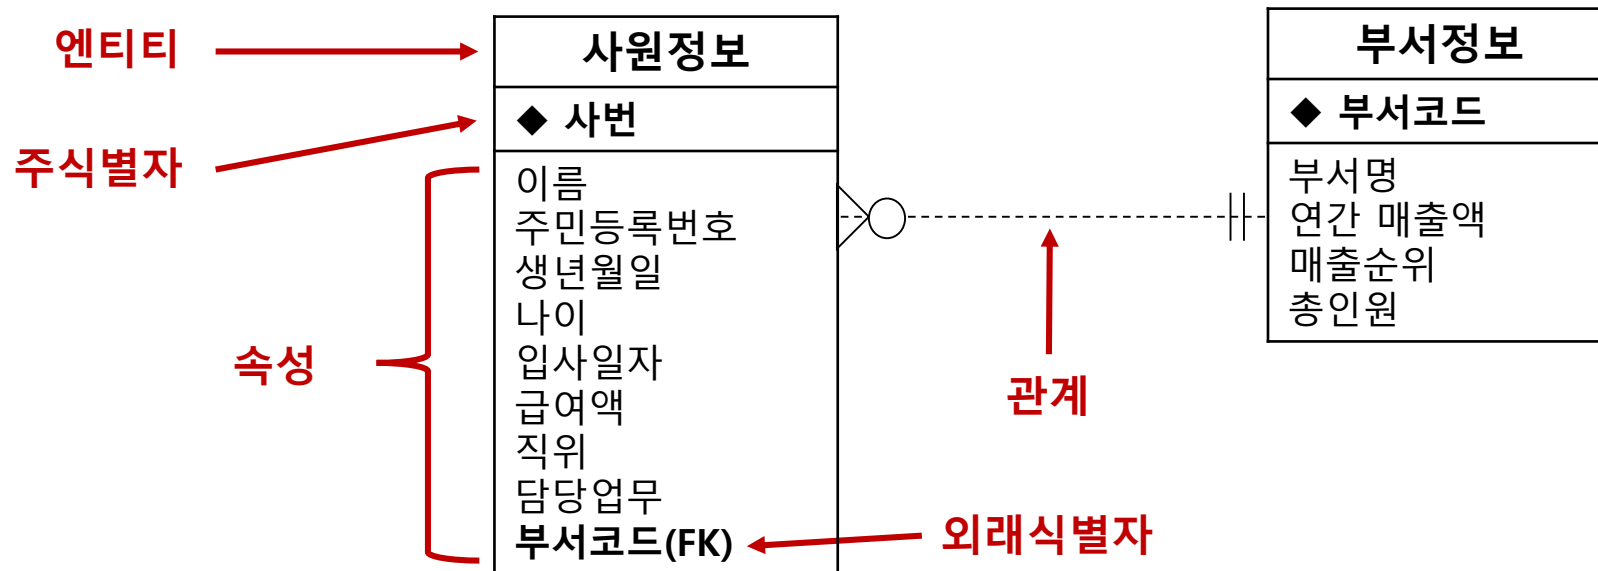 엔티티
주식별자
속성
사원정보
◆ 사번
이름
주민등록번호
생년월일
나이
입사일자
급여액
직위
담당업무
부서코드(FK)
관계
외래식별자
부서정보
◆ 부서코드
부서명
연간 매출액
매출순위
총인원